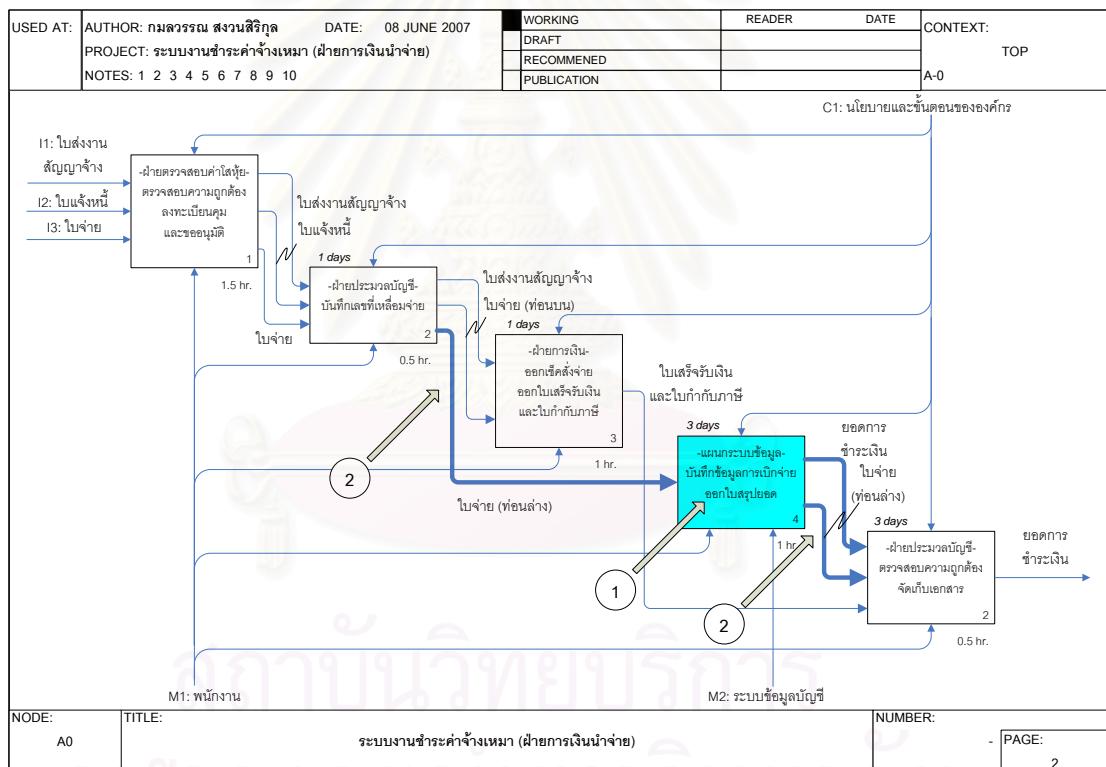 USED AT:
AUTHOR: กมลวรรณ สงวนสิริกุล DATE: 08 JUNE 2007
PROJECT: ระบบงานชำระค่าจ้างเหมา (ฝ่ายการเงินนำจ่าย)
NOTES: 1 2 3 4 5 6 7 8 9 10
WORKING
DRAFT
RECOMMENED
PUBLICATION
READER DATE
CONTEXT:
TOP
A-0
C1: นโยบายและขั้นตอนขององค์กร
I1: ใบส่งงาน
สัญญาจ้าง
I2: ใบแจ้งหนี้
I3: ใบจ่าย
-ฝ่ายตรวจสอบค่าโสหุ้ย-
ตรวจสอบความถูกต้อง
ลงทะเบียนคุม
และขออนุมัติ
1
1.5 hr.
ใบส่งงานสัญญาจ้าง
ใบแจ้งหนี้
ใบจ่าย
1 days
-ฝ่ายประมวลบัญชี-
บันทึกเลขที่เหลื่อมจ่าย
2
0.5 hr.
ใบส่งงานสัญญาจ้าง
ใบจ่าย (ท่อนบน)
1 days
-ฝ่ายการเงิน-
ออกเช็คสั่งจ่าย
ออกใบเสร็จรับเงิน
และใบกำกับภาษี
3
1 hr.
ใบเสร็จรับเงิน
และใบกำกับภาษี
2
ใบจ่าย (ท่อนล่าง)
3 days
-แผนกระบบข้อมูล-
บันทึกข้อมูลการเบิกจ่าย
ออกใบสรุปยอด
4
1 hr
ยอดการ
ชำระเงิน
ใบจ่าย
(ท่อนล่าง)
1
2
3 days
-ฝ่ายประมวลบัญชี-
ตรวจสอบความถูกต้อง
จัดเก็บเอกสาร
2
0.5 hr.
ยอดการ
ชำระเงิน
สถาบันวิทยบริการ
M1: พนักงาน
M2: ระบบข้อมูลบัญชี
NODE:
A0
TITLE:
ระบบงานชำระค่าจ้างเหมา (ฝ่ายการเงินนำจ่าย)
NUMBER:
-
PAGE:
2